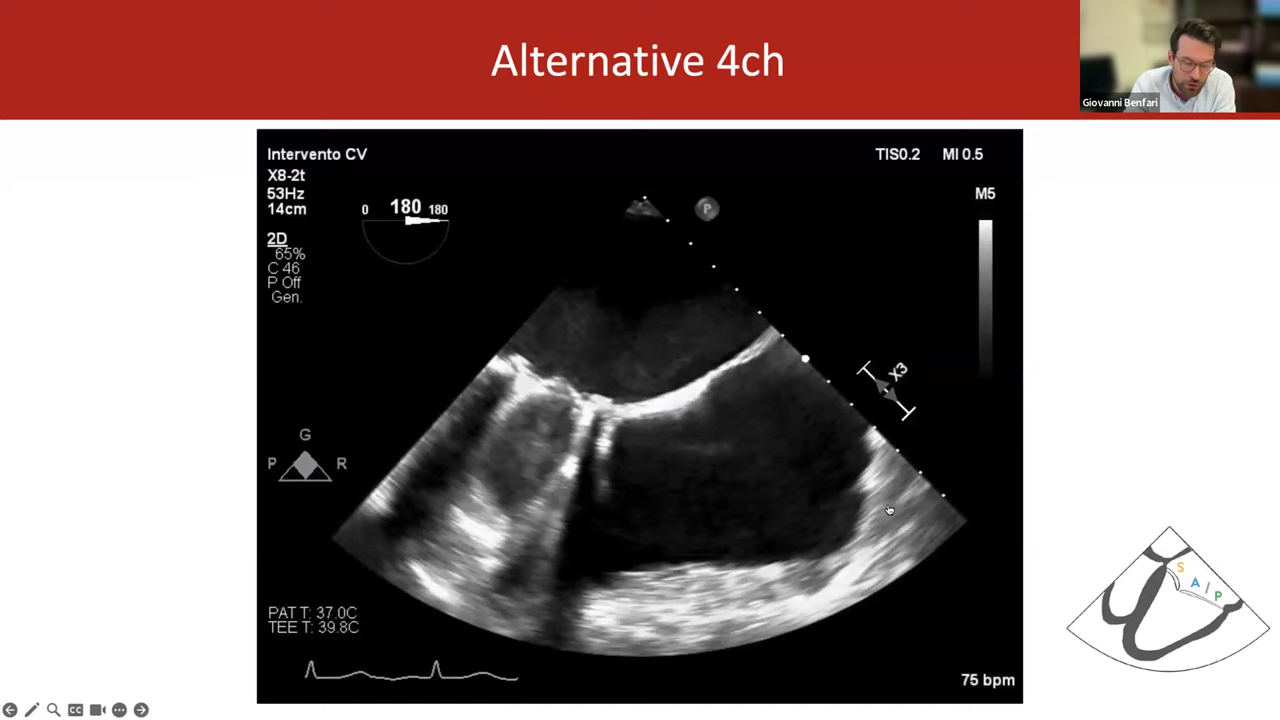 Alternative 4ch
Giovanni Benfari
Intervento CV
TIS0.2 MI 0.5
X8-2t
53Hz
14cm
M5
0 180 180
P
2D
65%
C 46
P Off
Gen.
X3
G
P R
S
A | P
PAT T: 37.0C
TEE T: 39.8C
75 bpm
CC